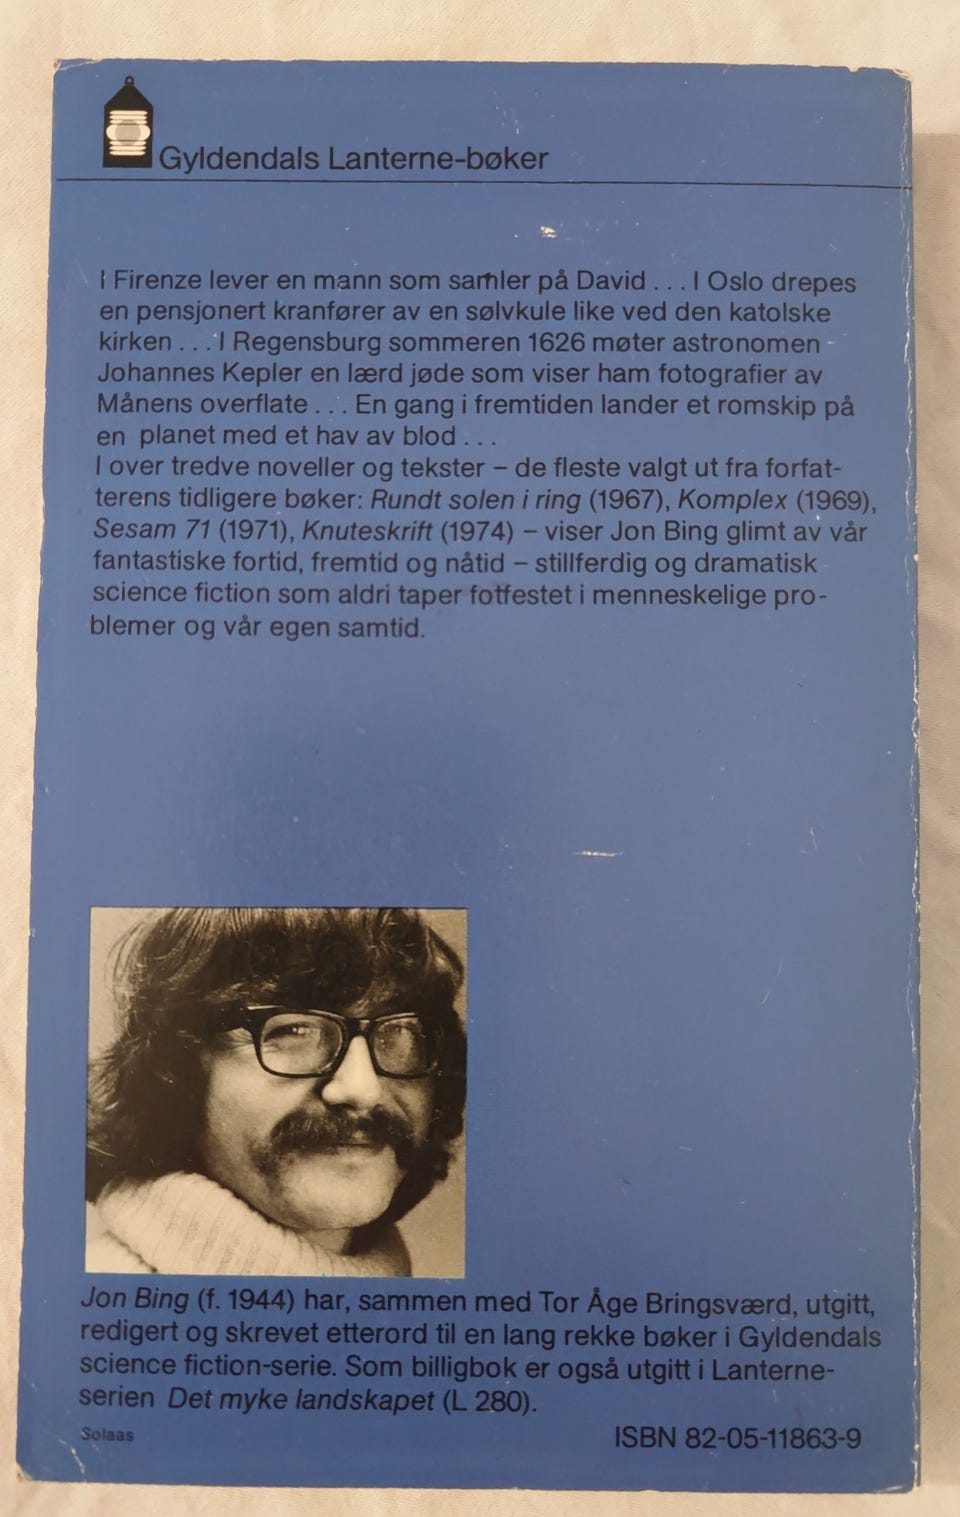 Gyldendals Lanterne-bøker
I Firenze lever en mann som samler på David . . . I Oslo drepes
en pensjonert kranfører av en sølvkule like ved den katolske
kirken . . . I Regensburg sommeren 1626 møter astronomen
Johannes Kepler en lærd jøde som viser ham fotografier av
Månens overflate . . . En gang i fremtiden lander et romskip på
en planet med et hav av blod . . .
I over tredve noveller og tekster – de fleste valgt ut fra forfat-
terens tidligere bøker: Rundt solen i ring (1967), Komplex (1969),
Sesam 71 (1971), Knuteskrift (1974) – viser Jon Bing glimt av vår
fantastiske fortid, fremtid og nåtid – stillferdig og dramatisk
science fiction som aldri taper fotfestet i menneskelige pro-
blemer og vår egen samtid.
Jon Bing (f. 1944) har, sammen med Tor Åge Bringsværd, utgitt,
redigert og skrevet etterord til en lang rekke bøker i Gyldendals
science fiction-serie. Som billigbok er også utgitt i Lanterne-
serien Det myke landskapet (L 280).
Solaas
ISBN 82-05-11863-9